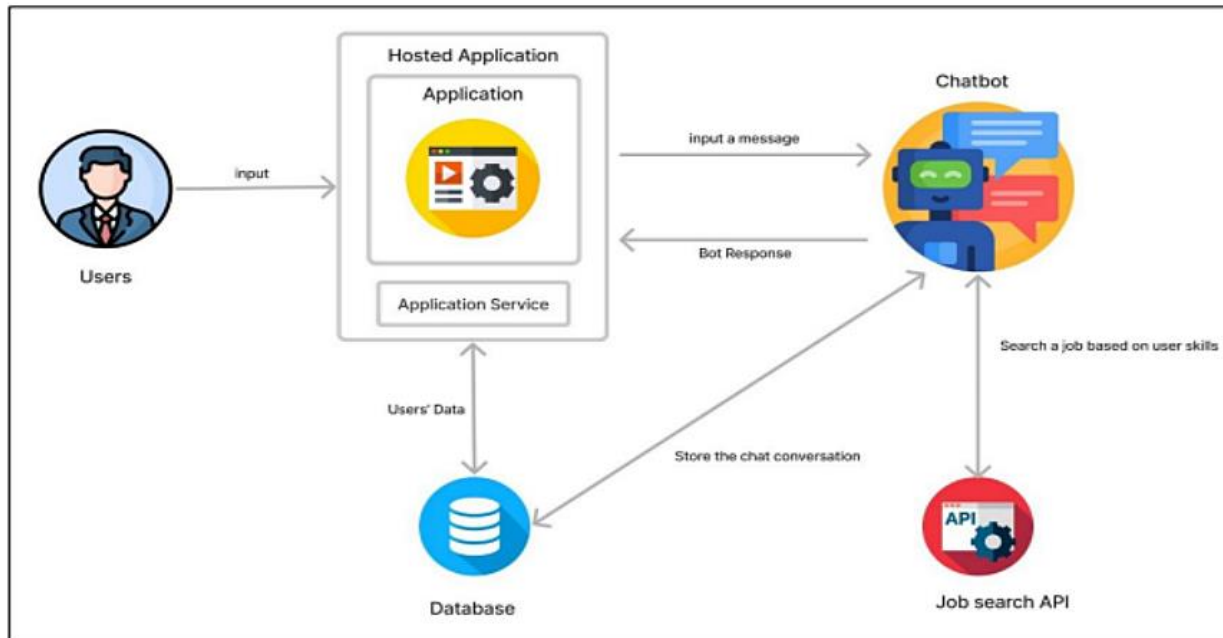 Hosted Application
Application
Chatbot
input a message
input
Bot Response
Users
Application Service
Search a job based on user skills
Users' Data
Store the chat conversation
API
Database
Job search API